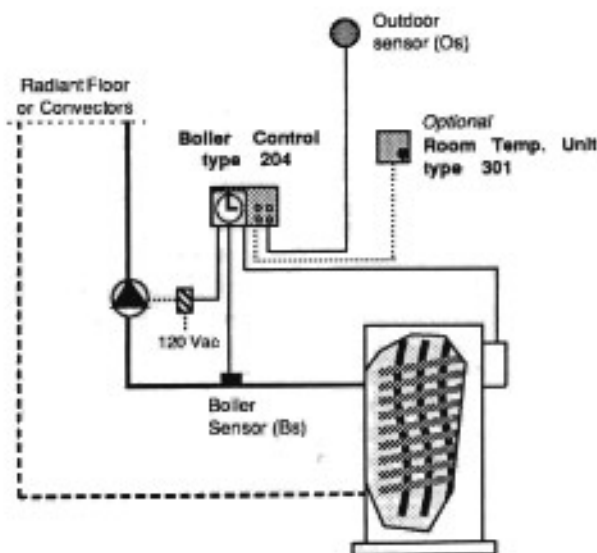 Outdoor
sensor (Os)
Radiant Floor
or Convectors
Boiler Control
type 204
Optional
Room Temp. Unit
type 301
120 Vac
Boiler
Sensor (Bs)